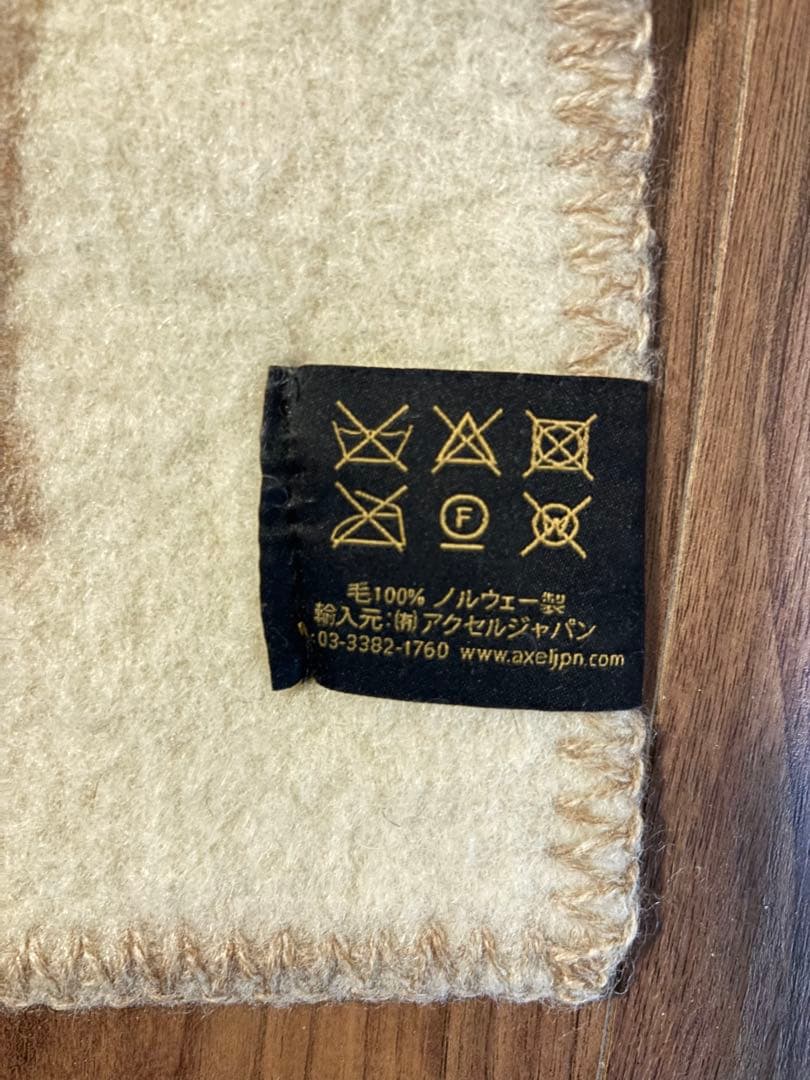 F
W
毛100% ノルウェー製
輸入元:㈲アクセルジャパン
:03-3382-1760 www.axeljpn.com